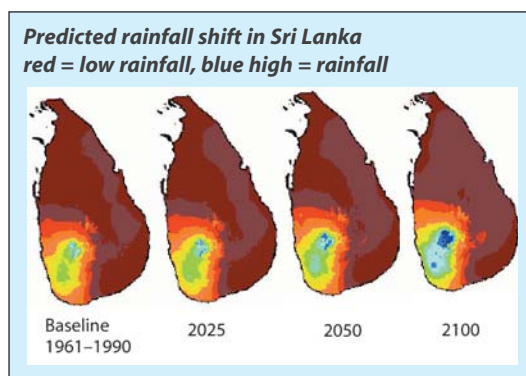 Predicted rainfall shift in Sri Lanka
red = low rainfall, blue high = rainfall
Baseline
1961–1990
2025
2050
2100